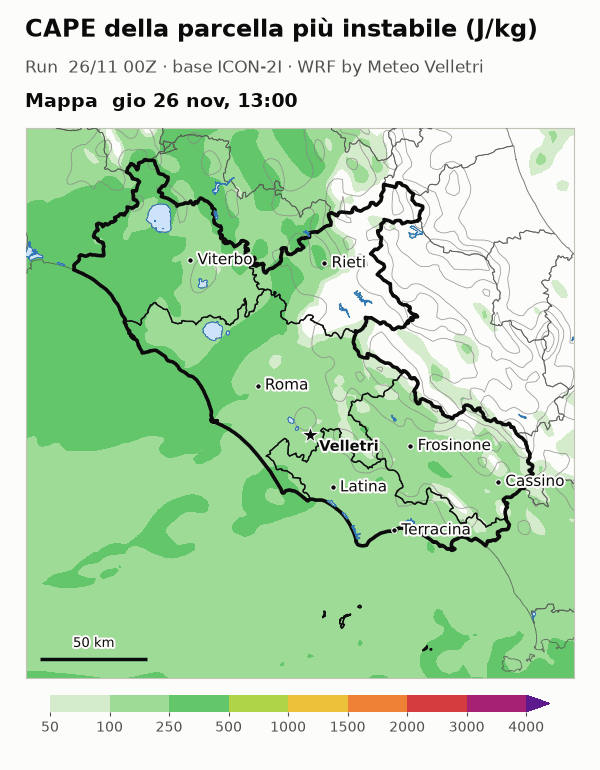 CAPE della parcella più instabile (J/kg)
Run  26/11 00Z · base ICON-2I · WRF by Meteo Velletri
Mappa  gio 26 nov, 13:00
Viterbo
Rieti
Roma
Velletri
Frosinone
Cassino
Latina
Terracina
50 km
50 100 250 500 1000 1500 2000 3000 4000